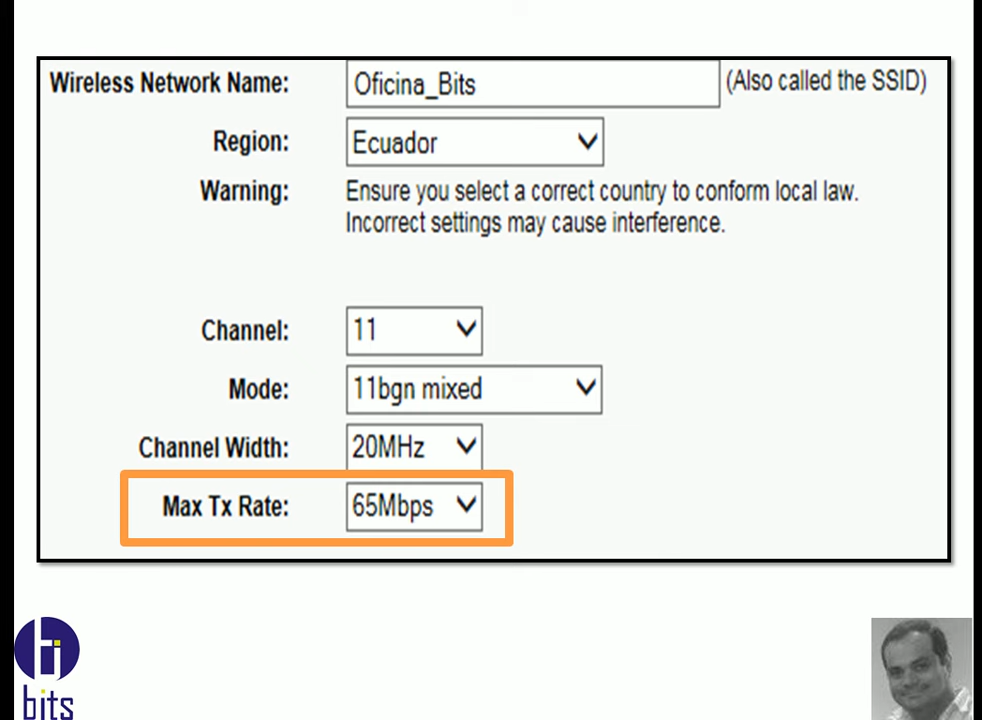 Wireless Network Name: Oficina_Bits (Also called the SSID)
Region: Ecuador
Warning: Ensure you select a correct country to conform local law.
Incorrect settings may cause interference.
Channel: 11
Mode: 11bgn mixed
Channel Width: 20MHz
Max Tx Rate: 65Mbps
bits